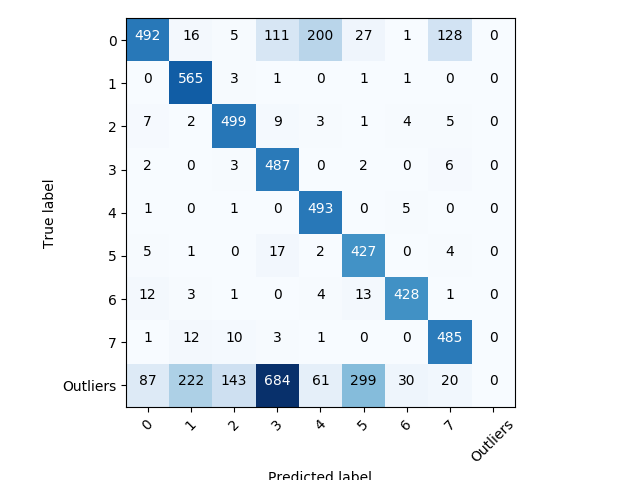 0 492 16 5 111 200 27 1 128 0
1 0 565 3 1 0 1 1 0 0
2 7 2 499 9 3 1 4 5 0
3 2 0 3 487 0 2 0 6 0
True label
4 1 0 1 0 493 0 5 0 0
5 5 1 0 17 2 427 0 4 0
6 12 3 1 0 4 13 428 1 0
7 1 12 10 3 1 0 0 485 0
Outliers 87 222 143 684 61 299 30 20 0
0 1 2 3 4 5 6 7 Outliers
Predicted label